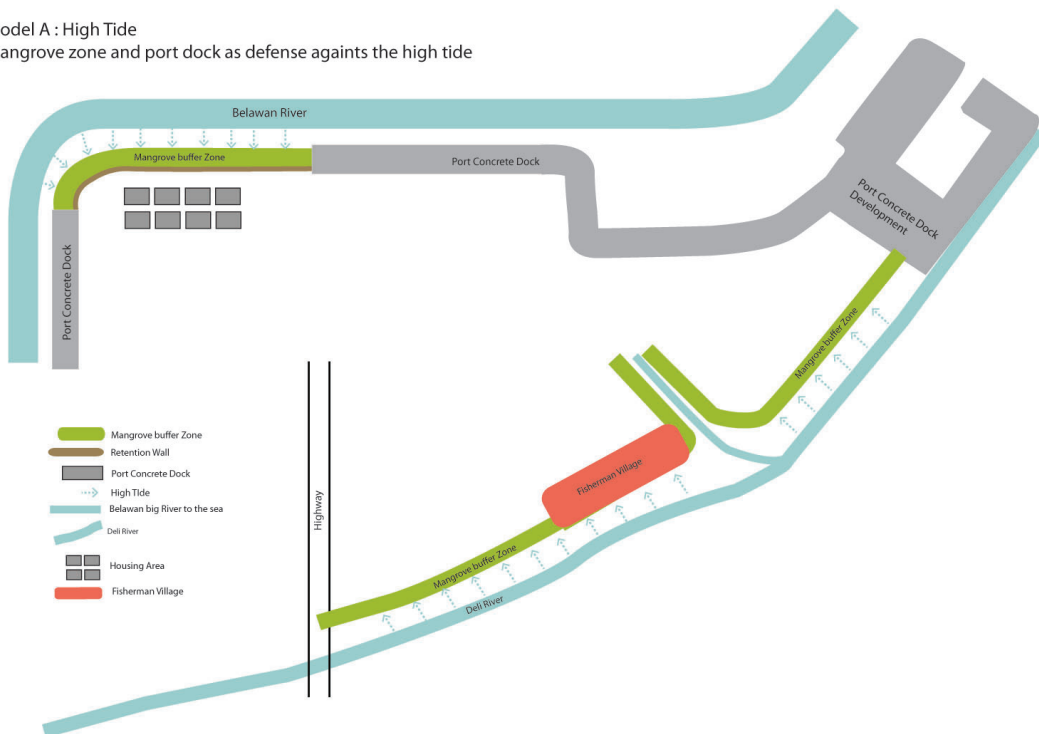 odel A : High Tide
angrove zone and port dock as defense againts the high tide
Belawan River
Mangrove buffer Zone
Port Concrete Dock
Port Concrete Dock
Port Concrete Dock
Development
Mangrove buffer Zone
Fisherman Village
Highway
Mangrove buffer Zone
Deli River
Mangrove buffer Zone
Retention Wall
Port Concrete Dock
High TIde
Belawan big River to the sea
Deli River
Housing Area
Fisherman Village